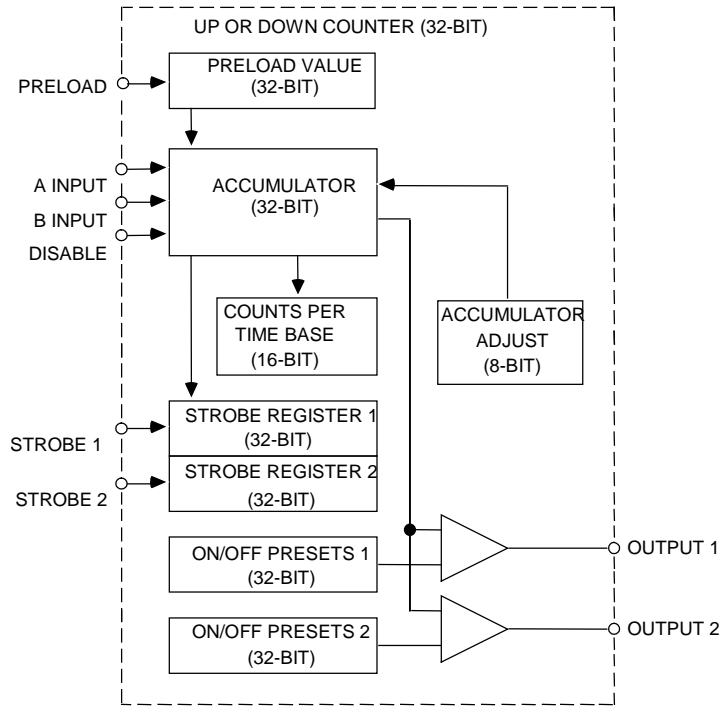 UP OR DOWN COUNTER (32-BIT)
PRELOAD VALUE
(32-BIT)
PRELOAD
ACCUMULATOR
(32-BIT)
A INPUT
B INPUT
DISABLE
COUNTS PER
TIME BASE
(16-BIT)
ACCUMULATOR
ADJUST
(8-BIT)
STROBE REGISTER 1
(32-BIT)
STROBE 1
STROBE REGISTER 2
(32-BIT)
STROBE 2
ON/OFF PRESETS 1
(32-BIT)
OUTPUT 1
ON/OFF PRESETS 2
(32-BIT)
OUTPUT 2